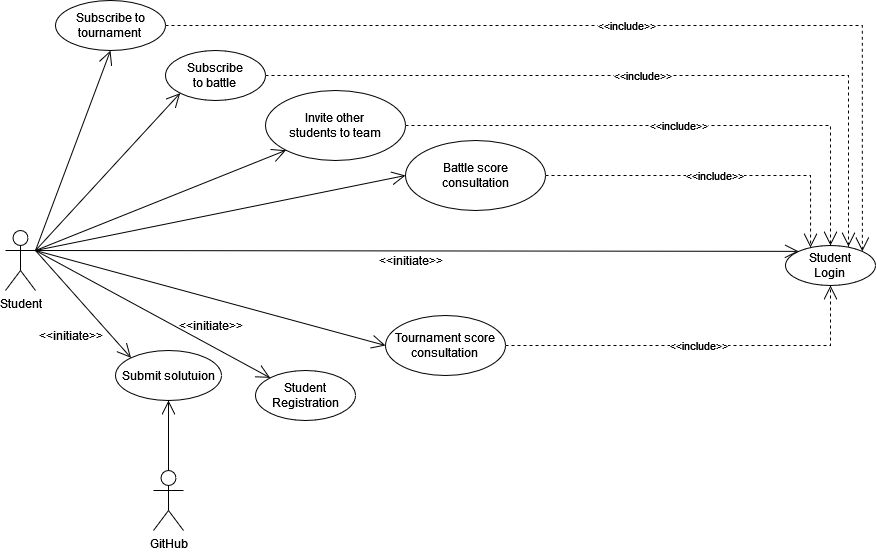 Subscribe to
tournament
<<include>>
Subscribe
to battle
<<include>>
Invite other
students to team
<<include>>
Battle score
consultation
<<include>>
Student
<<initiate>>
Student
Login
<<initiate>>
<<initiate>>
Tournament score
consultation
<<include>>
Submit solutuion
Student
Registration
GitHub